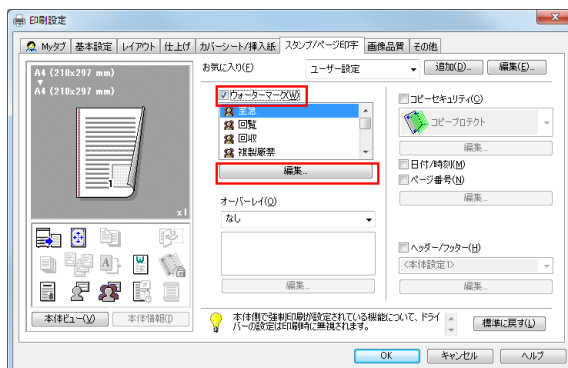 印刷設定
Myタブ 基本設定 レイアウト 仕上げ カバーシート/挿入紙 スタンプ/ページ印字 画像品質 その他
A4 (210x297 mm)
A4 (210x297 mm)
1
x1
本体ビュー(V) 本体情報(I)
お気に入り(F) ユーザー設定 追加(D)... 編集(E)...
ウォーターマーク(W)
至急
回覧
回収
複製厳禁
編集...
オーバーレイ(O)
なし
編集...
コピーセキュリティ(C)
コピープロテクト
編集...
日付/時刻(M)
ページ番号(N)
編集...
ヘッダー/フッター(H)
<本体設定1>
編集...
本体側で強制印刷が設定されている機能について、ドライ
バーの設定は印刷時に無視されます。
標準に戻す(L)
OK キャンセル ヘルプ